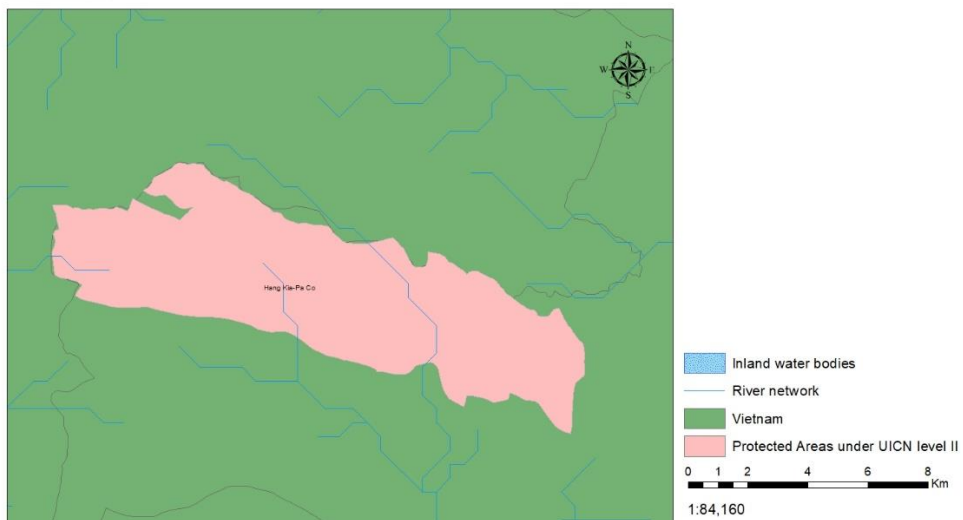 N
W E
S
Hang Kia-Pa Co
Inland water bodies
River network
Vietnam
Protected Areas under UICN level II
0 1 2 4 6 8
Km
1:84,160